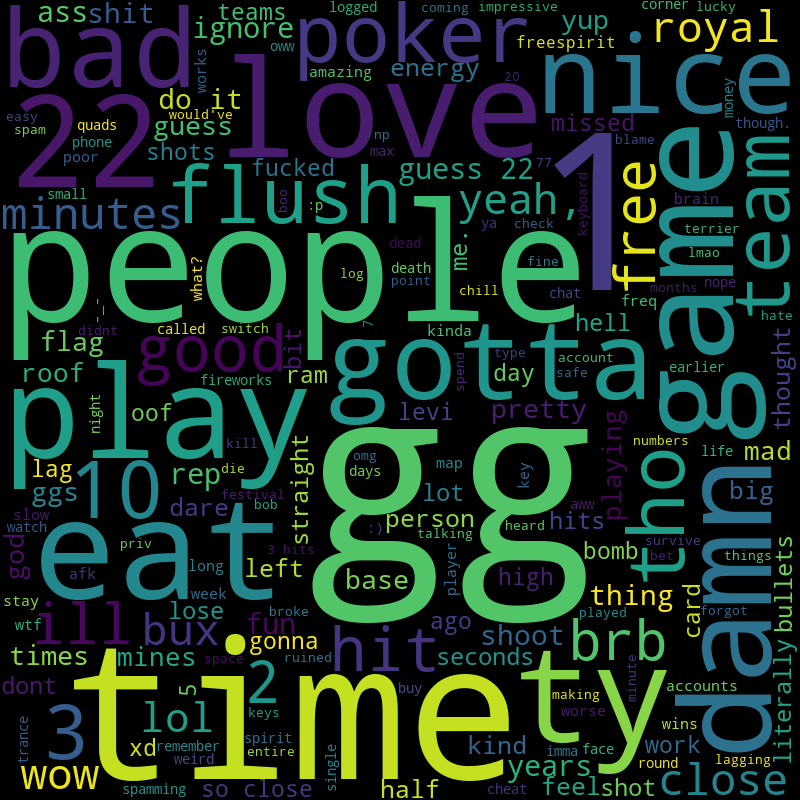 ass
shit
teams
ignore
oww
logged
coming
impressive
yup
corner
lucky
bad
poker
freespirit
royal
works
amazing
energy
love
nice
22
20
do it
would've
easy
spam
quads
phone
poor
guess
shots
np
max
missed
money
though.
blame
fucked
guess 22
77
1
free
game
team
brain
small
minutes
flush
boo
:p
yeah,
ya
check
keyboard
terrier
lmao
people
what?
dead
death
point
log
me.
fine
chill
chat
freq
months
nope
hate
-_-
didnt
called
switch
7
kinda
hell
flag
good
bit
gotta
type
account
safe
earlier
thought
roof
fireworks
ram
day
spend
play
night
oof
levi
pretty
playing
numbers
life
mad
lag
rep
kill
die
straight
omg
days
gg
map
key
tho
damn
big
10
ggs
slow
watch
dare
festival
bob
:)
lot
person
talking
heard
aww
hits
survive
bet
things
god
eat
priv
3 hits
afk
long
week
left
base
player
high
bomb
thing
card
bullets
stay
wtf
ill
lose
broke
fun
bux
gonna
hit
ago
shoot
played
brb
forgot
literally
times
mines
space
ruined
seconds
dont
time
5
2
keys
buy
ty
making
worse
minute
accounts
wins
3
lol
xd
remember
weird
spirit
entire
single
kind
imma
face
work
round
lagging
trance
wow
spamming
so close
half
cheat
years
feel
shot
close